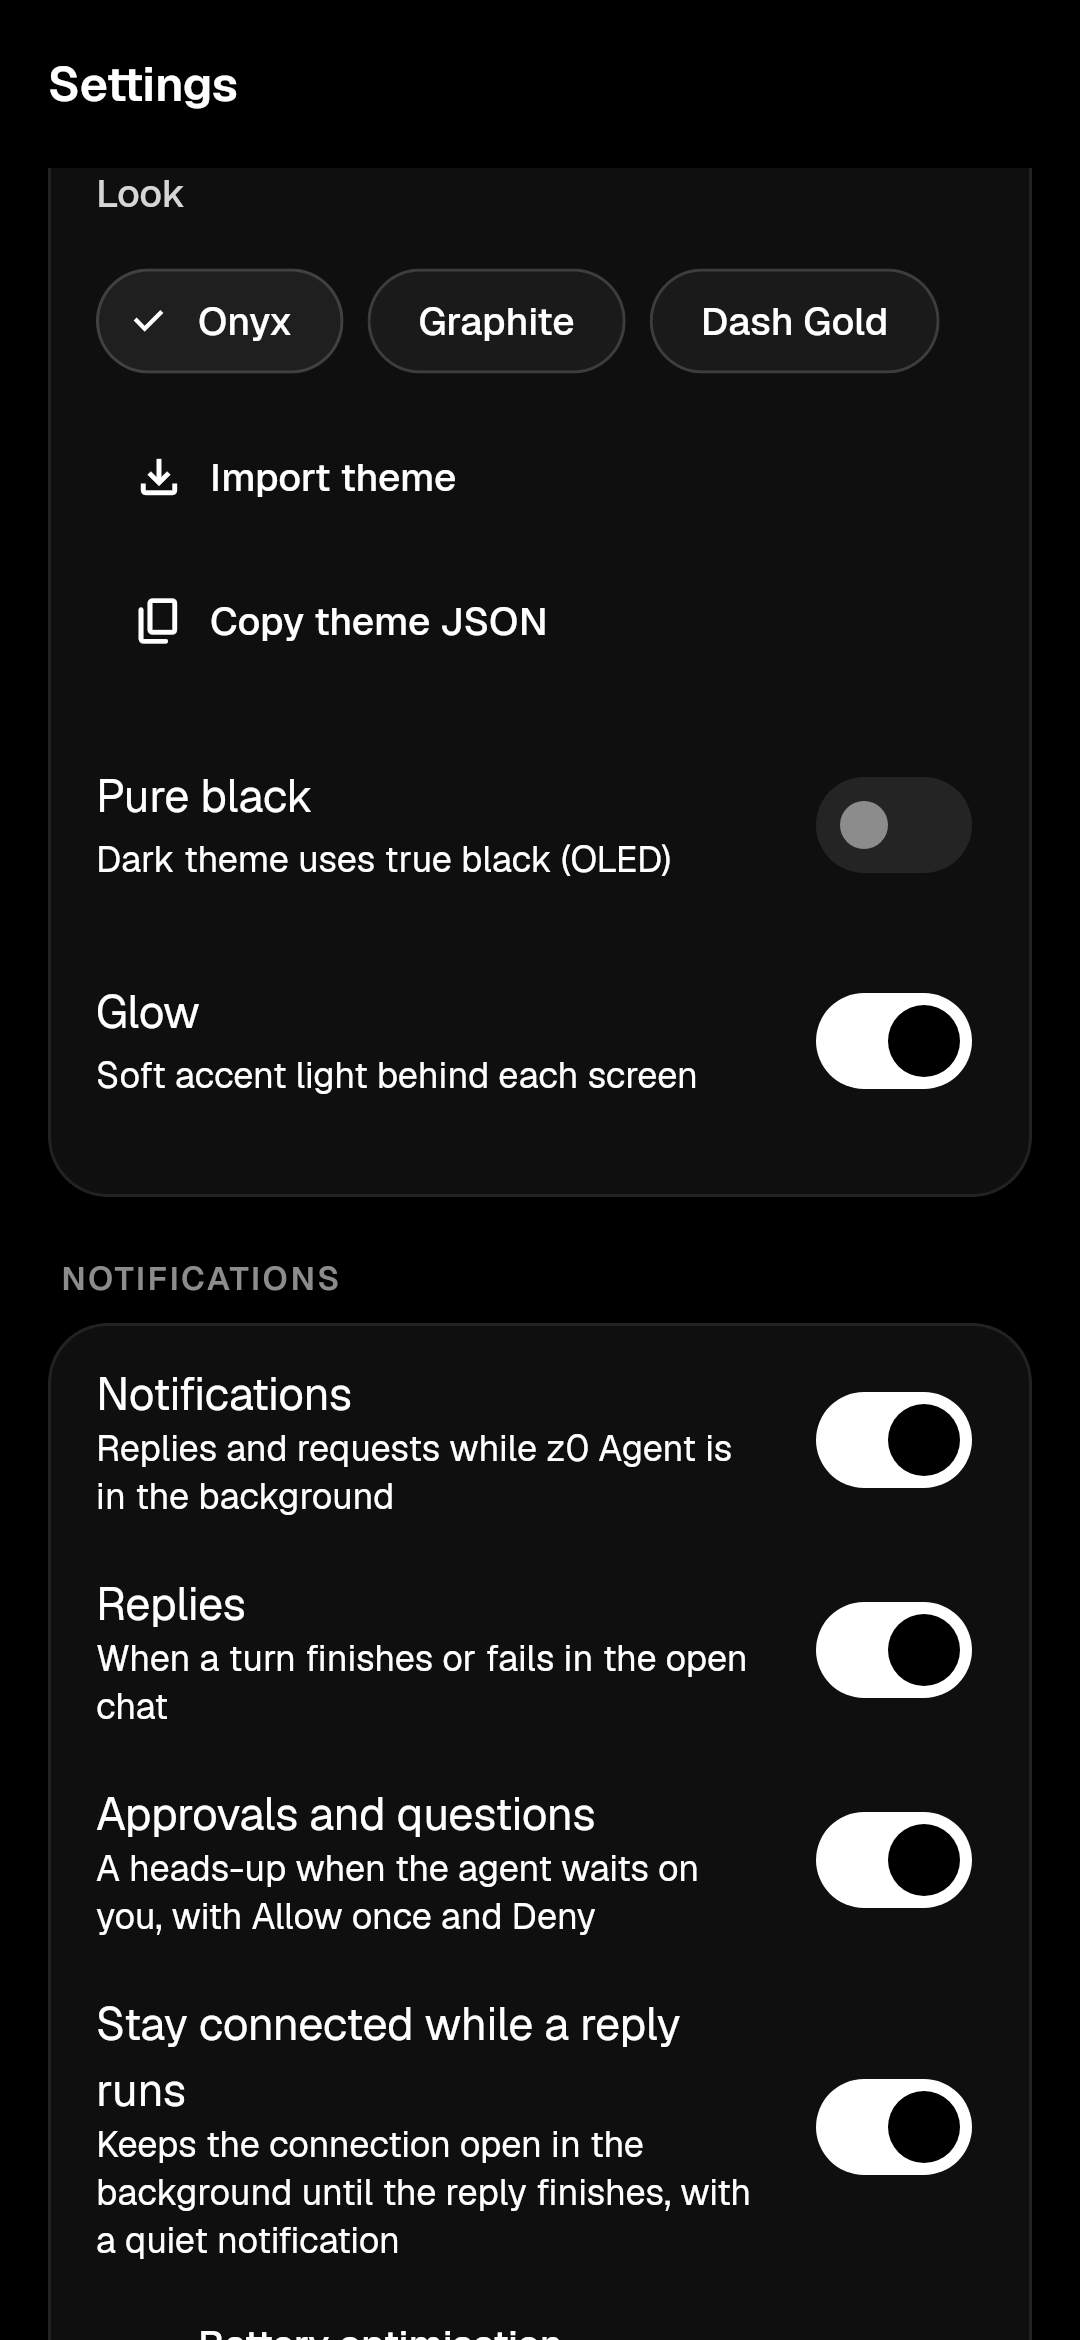 Settings
Look
Onyx
Graphite
Dash Gold
Import theme
Copy theme JSON
Pure black
Dark theme uses true black (OLED)
Glow
Soft accent light behind each screen
NOTIFICATIONS
Notifications
Replies and requests while z0 Agent is
in the background
Replies
When a turn finishes or fails in the open
chat
Approvals and questions
A heads-up when the agent waits on
you, with Allow once and Deny
Stay connected while a reply
runs
Keeps the connection open in the
background until the reply finishes, with
a quiet notification
Battery optimisation